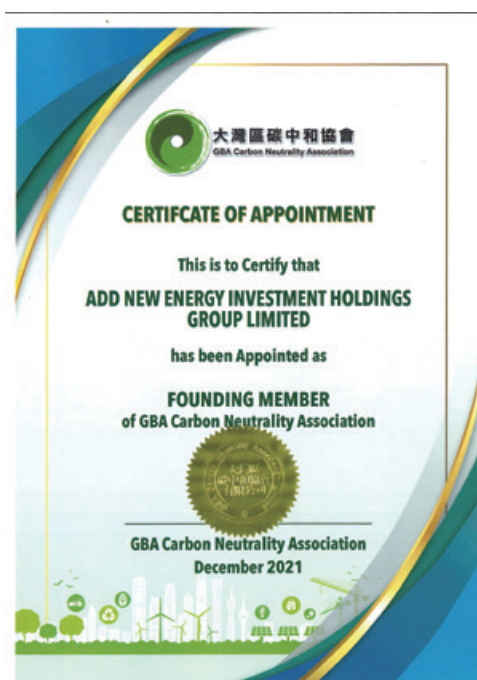 大灣區碳中和協會
GBA Carbon Neutrality Association
CERTIFCATE OF APPOINTMENT
This is to Certify that
ADD NEW ENERGY INVESTMENT HOLDINGS
GROUP LIMITED
has been Appointed as
FOUNDING MEMBER
of GBA Carbon Neutrality Association
GBA Carbon Neutrality Association
December 2021